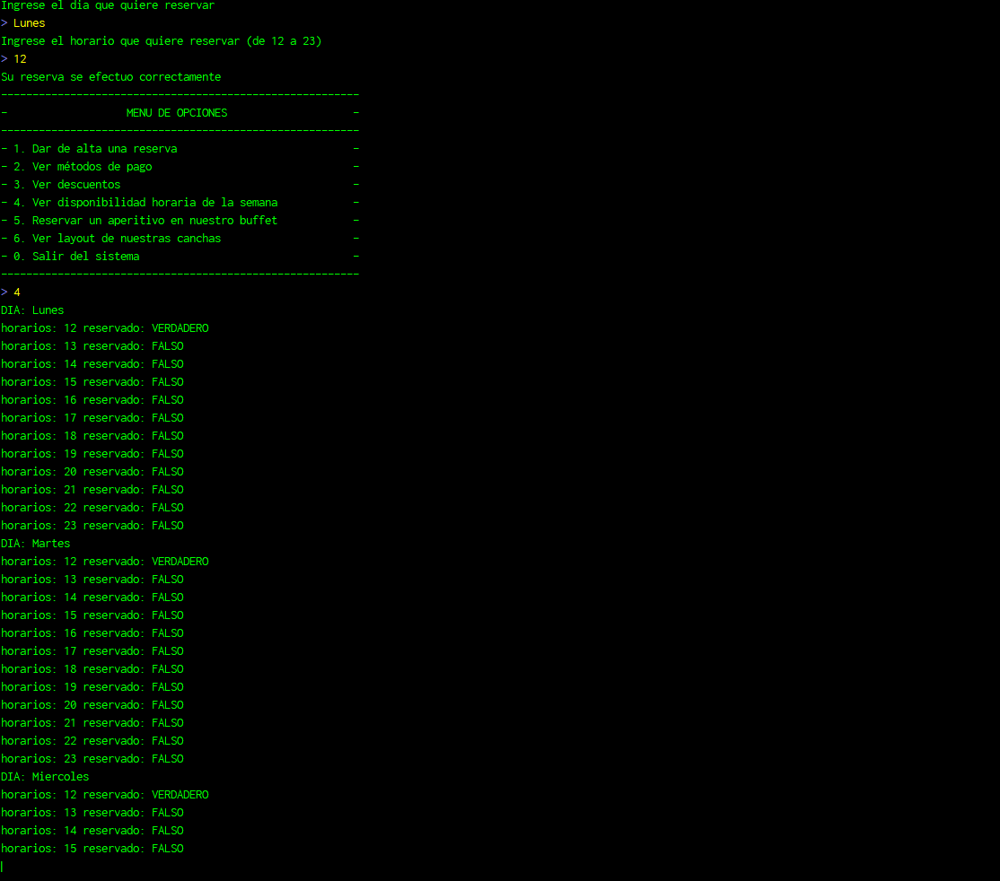 Ingrese el dia que quiere reservar
> Lunes
Ingrese el horario que quiere reservar (de 12 a 23)
> 12
Su reserva se efectuo correctamente
---------------------------------------------------------
-                   MENU DE OPCIONES                    -
---------------------------------------------------------
- 1. Dar de alta una reserva                            -
- 2. Ver métodos de pago                                -
- 3. Ver descuentos                                     -
- 4. Ver disponibilidad horaria de la semana            -
- 5. Reservar un aperitivo en nuestro buffet            -
- 6. Ver layout de nuestras canchas                     -
- 0. Salir del sistema                                  -
---------------------------------------------------------
> 4
DIA: Lunes
horarios: 12 reservado: VERDADERO
horarios: 13 reservado: FALSO
horarios: 14 reservado: FALSO
horarios: 15 reservado: FALSO
horarios: 16 reservado: FALSO
horarios: 17 reservado: FALSO
horarios: 18 reservado: FALSO
horarios: 19 reservado: FALSO
horarios: 20 reservado: FALSO
horarios: 21 reservado: FALSO
horarios: 22 reservado: FALSO
horarios: 23 reservado: FALSO
DIA: Martes
horarios: 12 reservado: VERDADERO
horarios: 13 reservado: FALSO
horarios: 14 reservado: FALSO
horarios: 15 reservado: FALSO
horarios: 16 reservado: FALSO
horarios: 17 reservado: FALSO
horarios: 18 reservado: FALSO
horarios: 19 reservado: FALSO
horarios: 20 reservado: FALSO
horarios: 21 reservado: FALSO
horarios: 22 reservado: FALSO
horarios: 23 reservado: FALSO
DIA: Miercoles
horarios: 12 reservado: VERDADERO
horarios: 13 reservado: FALSO
horarios: 14 reservado: FALSO
horarios: 15 reservado: FALSO